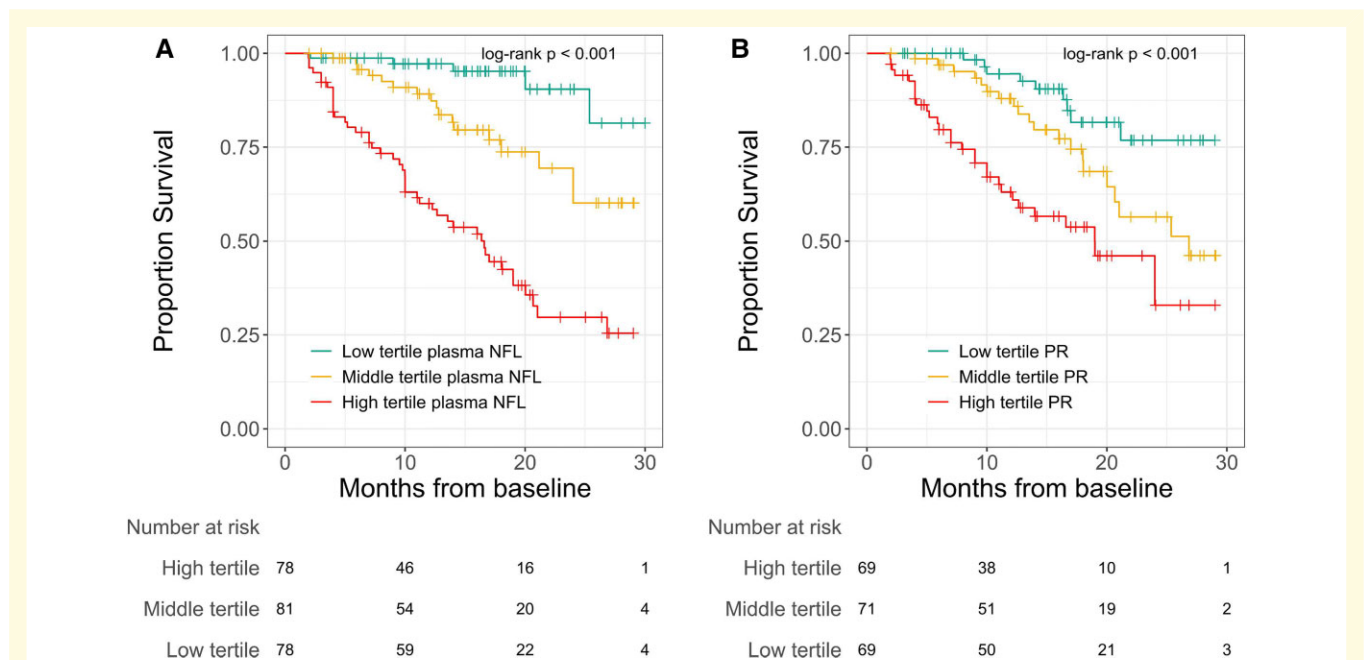 A
log-rank p < 0.001
1.00
0.75
0.50
0.25
0.00
Proportion Survival
Low tertile plasma NFL
Middle tertile plasma NFL
High tertile plasma NFL
0 10 20 30
Months from baseline
Number at risk
High tertile 78 46 16 1
Middle tertile 81 54 20 4
Low tertile 78 59 22 4
B
log-rank p < 0.001
1.00
0.75
0.50
0.25
0.00
Proportion Survival
Low tertile PR
Middle tertile PR
High tertile PR
0 10 20 30
Months from baseline
Number at risk
High tertile 69 38 10 1
Middle tertile 71 51 19 2
Low tertile 69 50 21 3